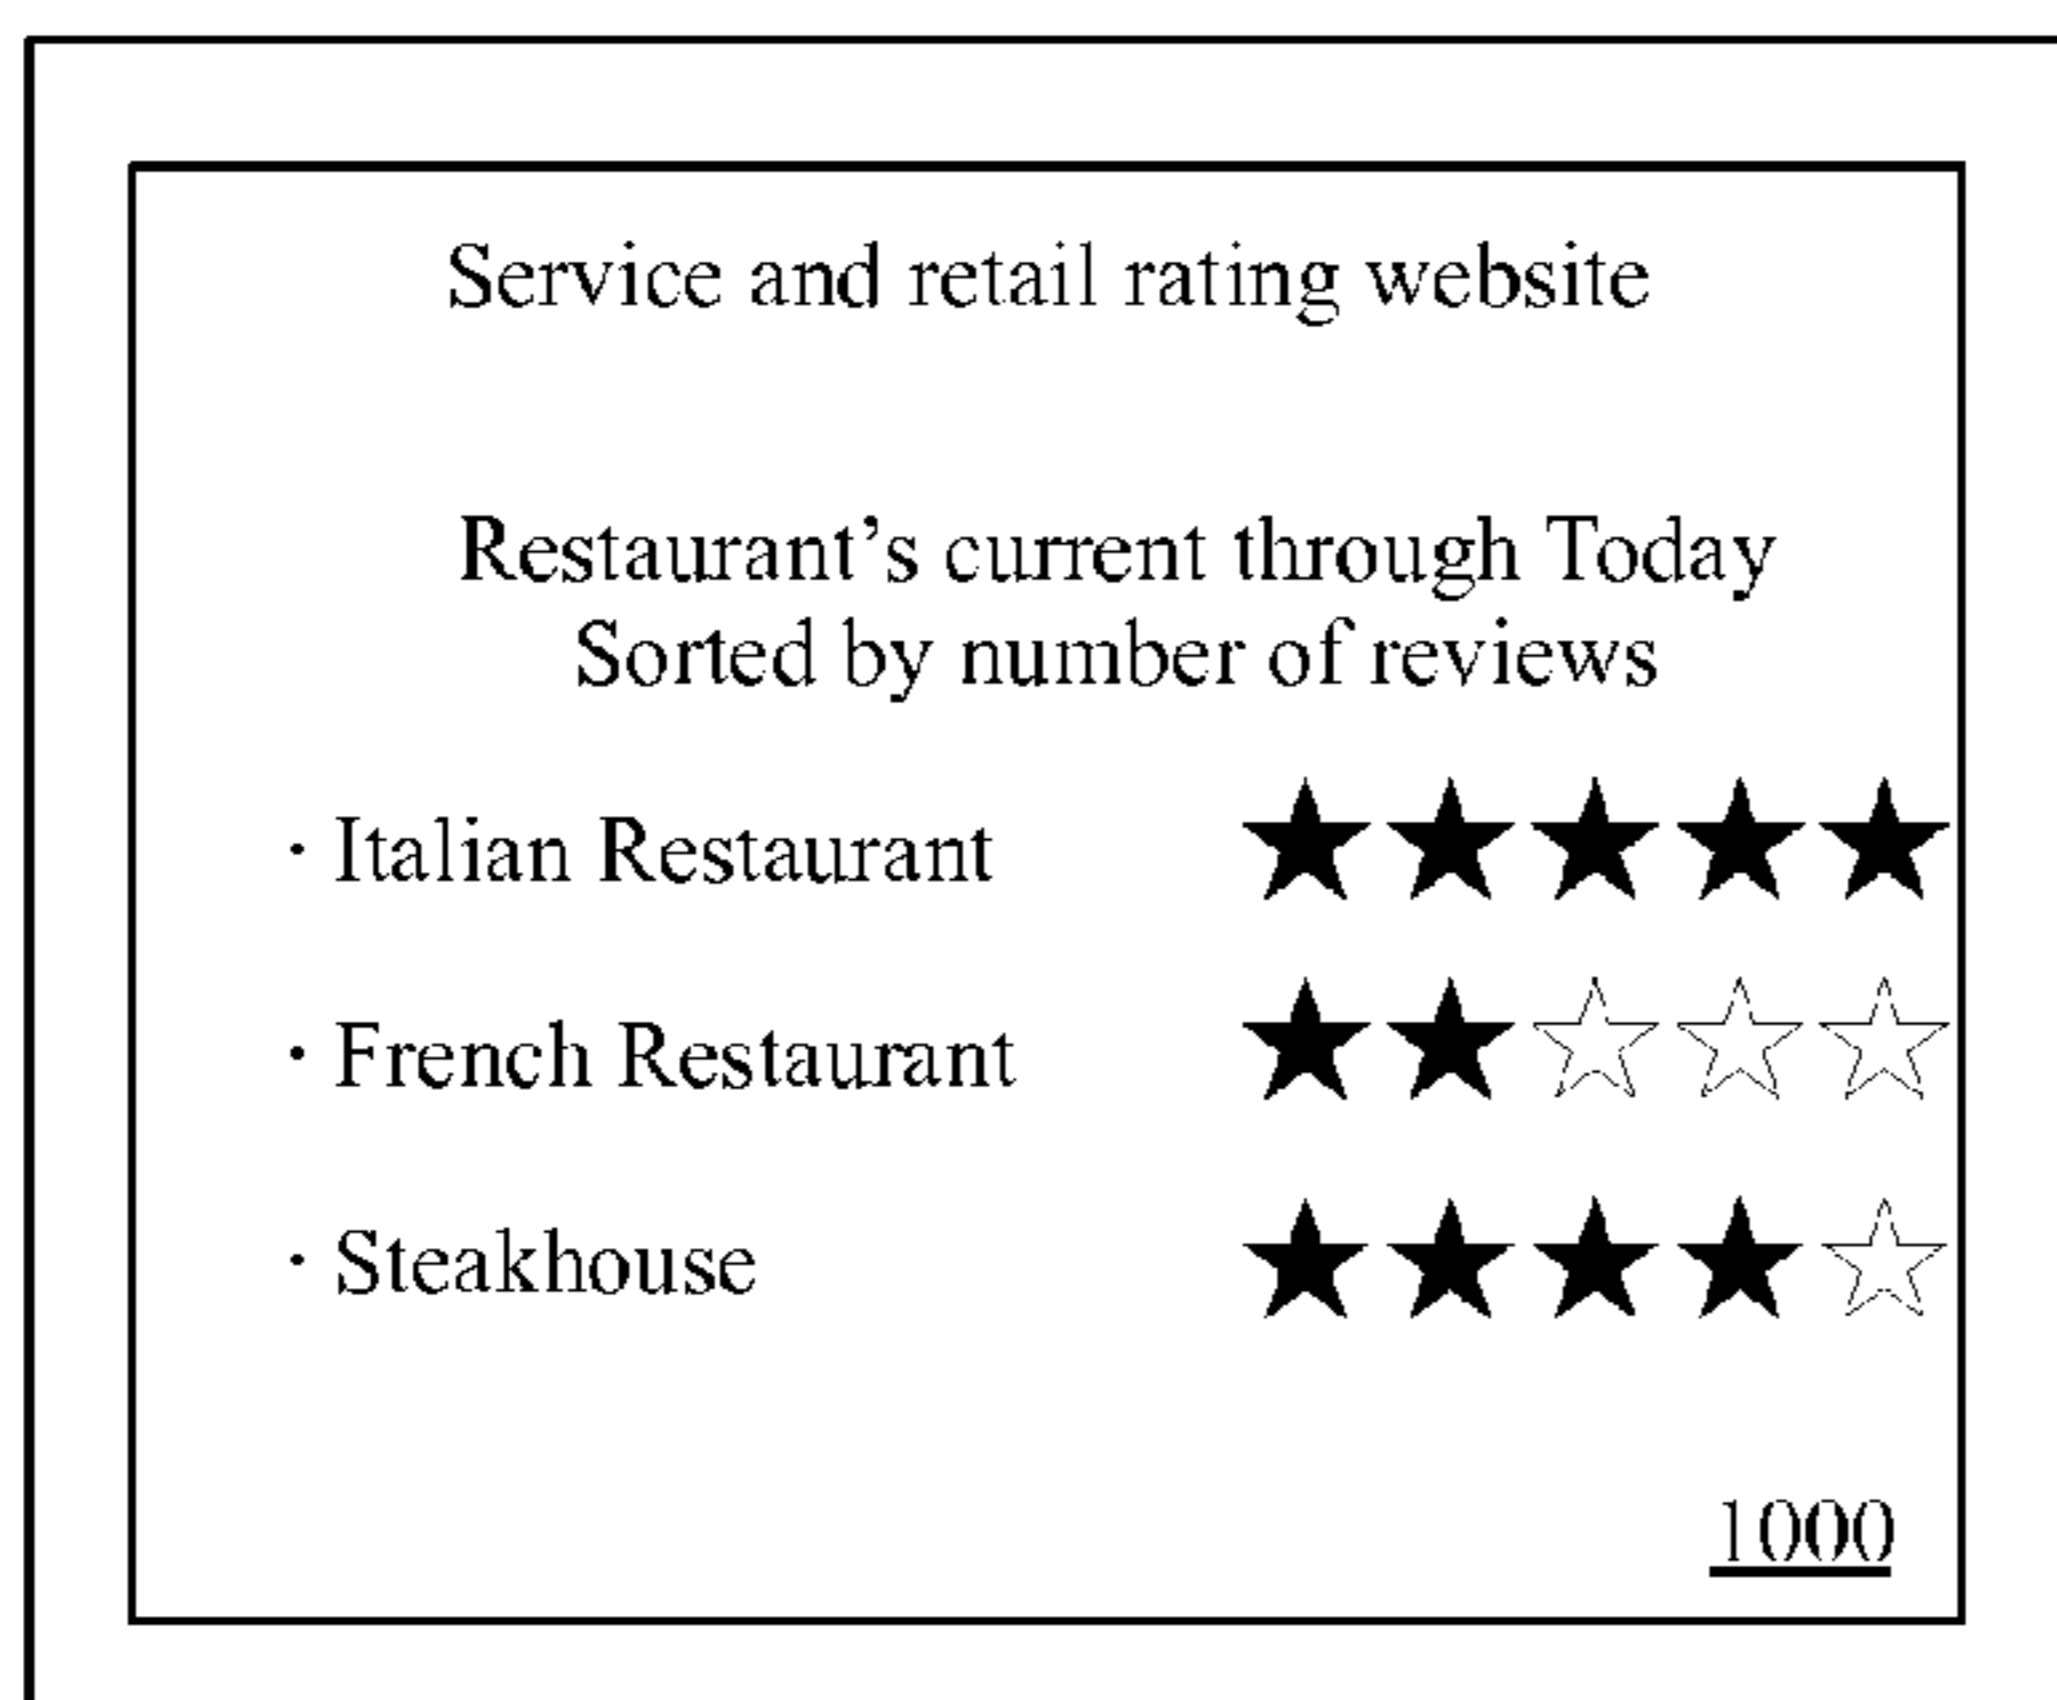 Service and retail rating website
Restaurant’s current through Today
Sorted by number of reviews
· Italian Restaurant
· French Restaurant
· Steakhouse
1000